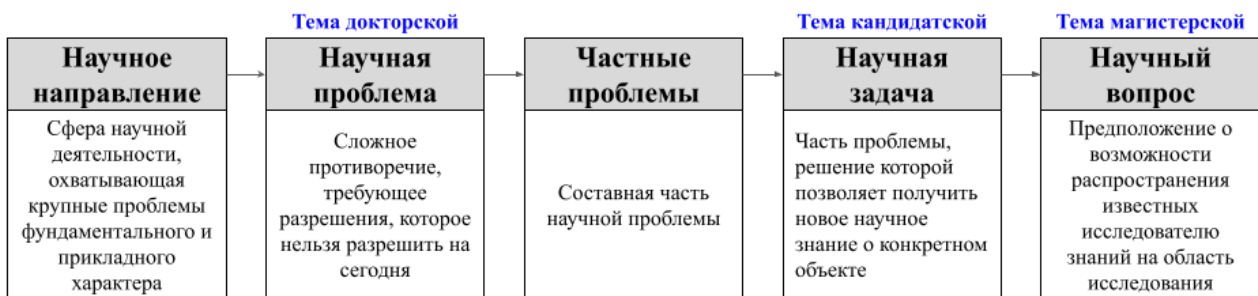 Тема докторской
Тема кандидатской
Тема магистерской
Научное
направление
Сфера научной
деятельности,
охватывающая
крупные проблемы
фундаментального и
прикладного
характера
Научная
проблема
Сложное
противоречие,
требующее
разрешения, которое
нельзя разрешить на
сегодня
Частные
проблемы
Составная часть
научной проблемы
Научная
задача
Часть проблемы,
решение которой
позволяет получить
новое научное
знание о конкретном
объекте
Научный
вопрос
Предположение о
возможности
распространения
известных
исследователю
знаний на область
исследования